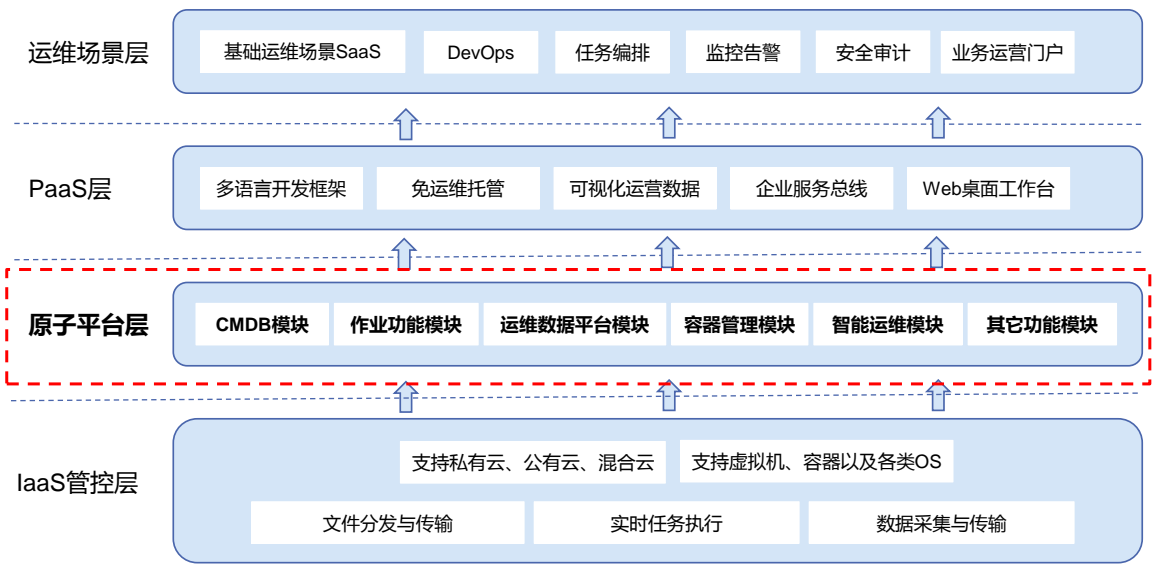 运维场景层
基础运维场景SaaS
DevOps
任务编排
监控告警
安全审计
业务运营门户
PaaS层
多语言开发框架
免运维托管
可视化运营数据
企业服务总线
Web桌面工作台
原子平台层
CMDB模块
作业功能模块
运维数据平台模块
容器管理模块
智能运维模块
其它功能模块
IaaS管控层
支持私有云、公有云、混合云
支持虚拟机、容器以及各类OS
文件分发与传输
实时任务执行
数据采集与传输